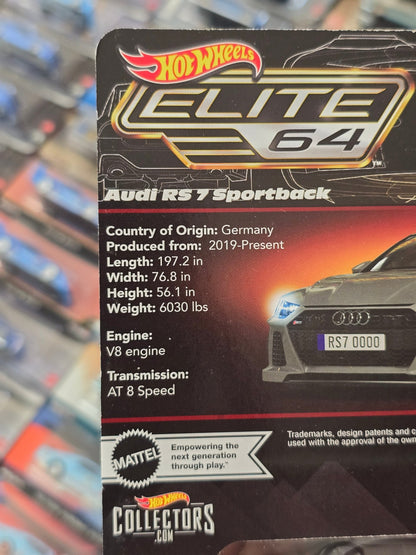 Hot Wheels
ELITE
64
Audi RS 7 Sportback
Country of Origin: Germany
Produced from: 2019-Present
Length: 197.2 in
Width: 76.8 in
Height: 56.1 in
Weight: 6030 lbs
Engine:
V8 engine
Transmission:
AT 8 Speed
RS7 0000
MATTEL
Empowering the
next generation
through play.™
Trademarks, design patents and c
used with the approval of the own
Hot Wheels
COLLECTORS
.COM